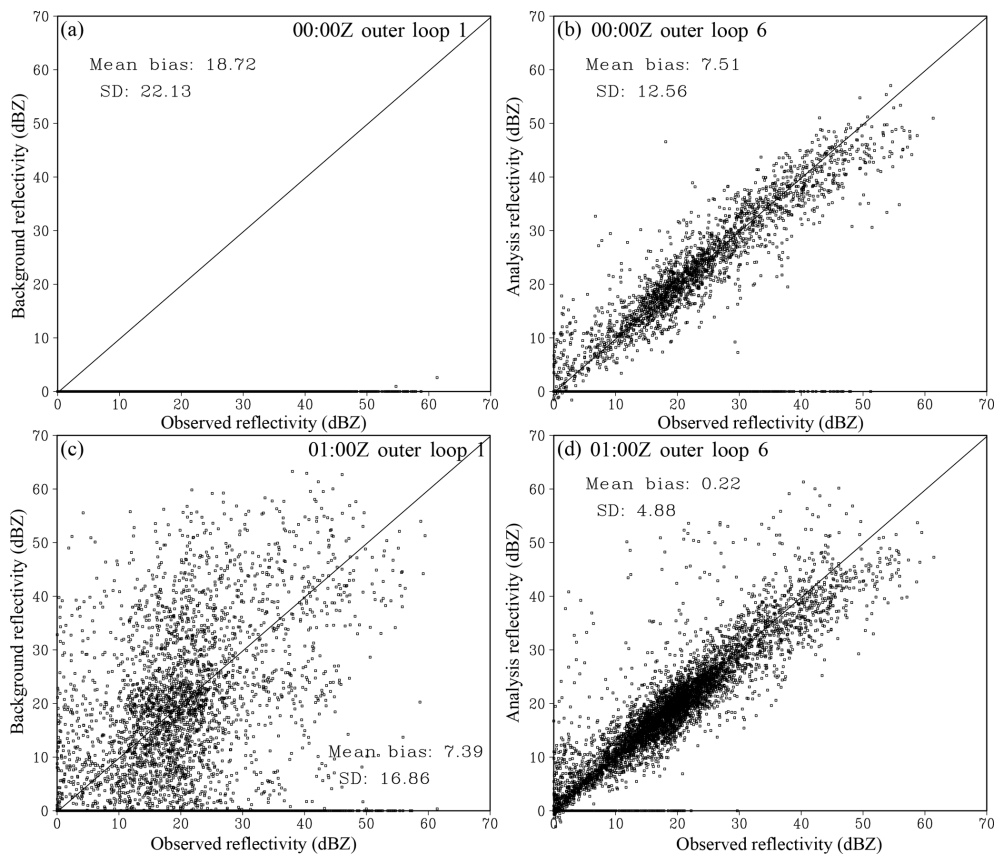 (a) 00:00Z outer loop 1
Mean bias: 18.72
SD: 22.13
Background reflectivity (dBZ)
70
60
50
40
30
20
10
0
0 10 20 30 40 50 60 70
Observed reflectivity (dBZ)
(b) 00:00Z outer loop 6
Mean bias: 7.51
SD: 12.56
Analysis reflectivity (dBZ)
70
60
50
40
30
20
10
0
0 10 20 30 40 50 60 70
Observed reflectivity (dBZ)
(c) 01:00Z outer loop 1
Mean bias: 7.39
SD: 16.86
Background reflectivity (dBZ)
70
60
50
40
30
20
10
0
0 10 20 30 40 50 60 70
Observed reflectivity (dBZ)
(d) 01:00Z outer loop 6
Mean bias: 0.22
SD: 4.88
Analysis reflectivity (dBZ)
70
60
50
40
30
20
10
0
0 10 20 30 40 50 60 70
Observed reflectivity (dBZ)